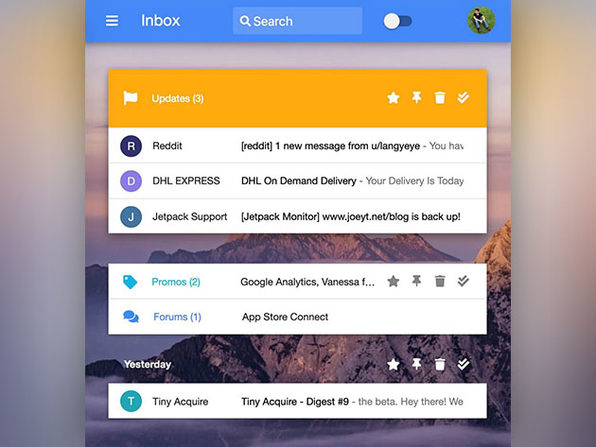 Inbox
Search
Updates (3)
R Reddit [reddit] 1 new message from u/langyeye - You hav
D DHL EXPRESS DHL On Demand Delivery - Your Delivery Is Today
J Jetpack Support [Jetpack Monitor] www.joeyt.net/blog is back up!
Promos (2) Google Analytics, Vanessa f...
Forums (1) App Store Connect
Yesterday
T Tiny Acquire Tiny Acquire - Digest #9 - the beta. Hey there! We